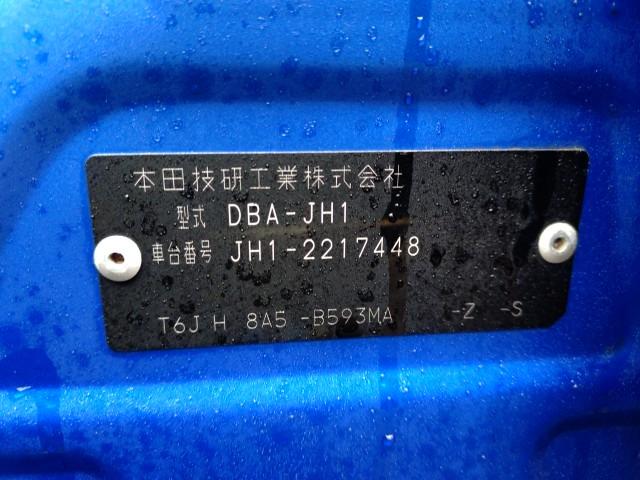 本田技研工業株式会社
型式 DBA-JH1
車台番号 JH1-2217448
T6J H 8A5 -B593MA -Z -S